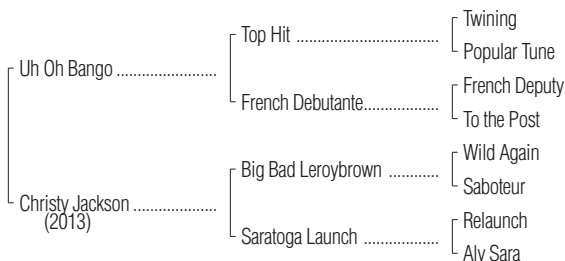 Twining
Top Hit ......................................
Popular Tune
Uh Oh Bango ..........................
French Deputy
French Debutante....................
To the Post
Wild Again
Big Bad Leroybrown .............
Saboteur
Christy Jackson ......................
(2013)
Relaunch
Saratoga Launch ....................
Aly Sara